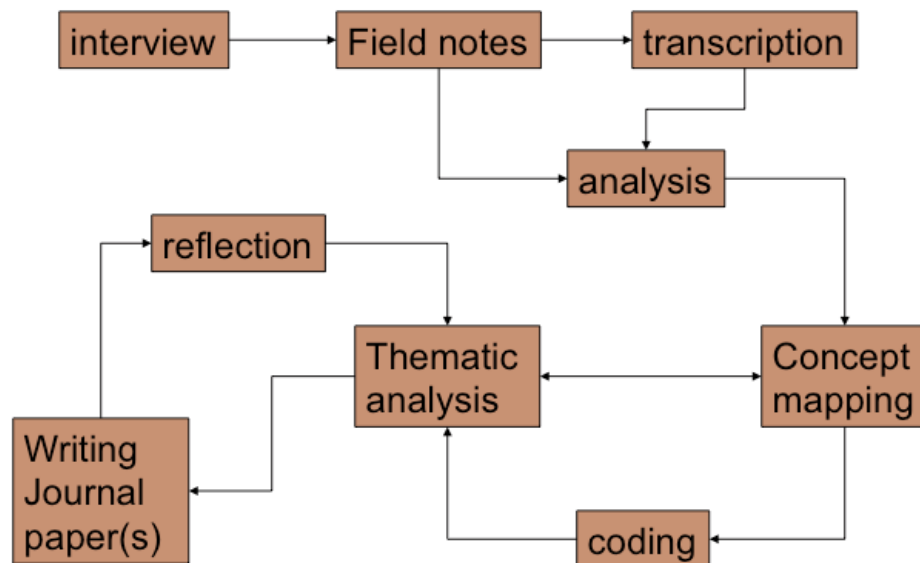 interview
Field notes
transcription
analysis
reflection
Thematic
analysis
Concept
mapping
Writing
Journal
paper(s)
coding